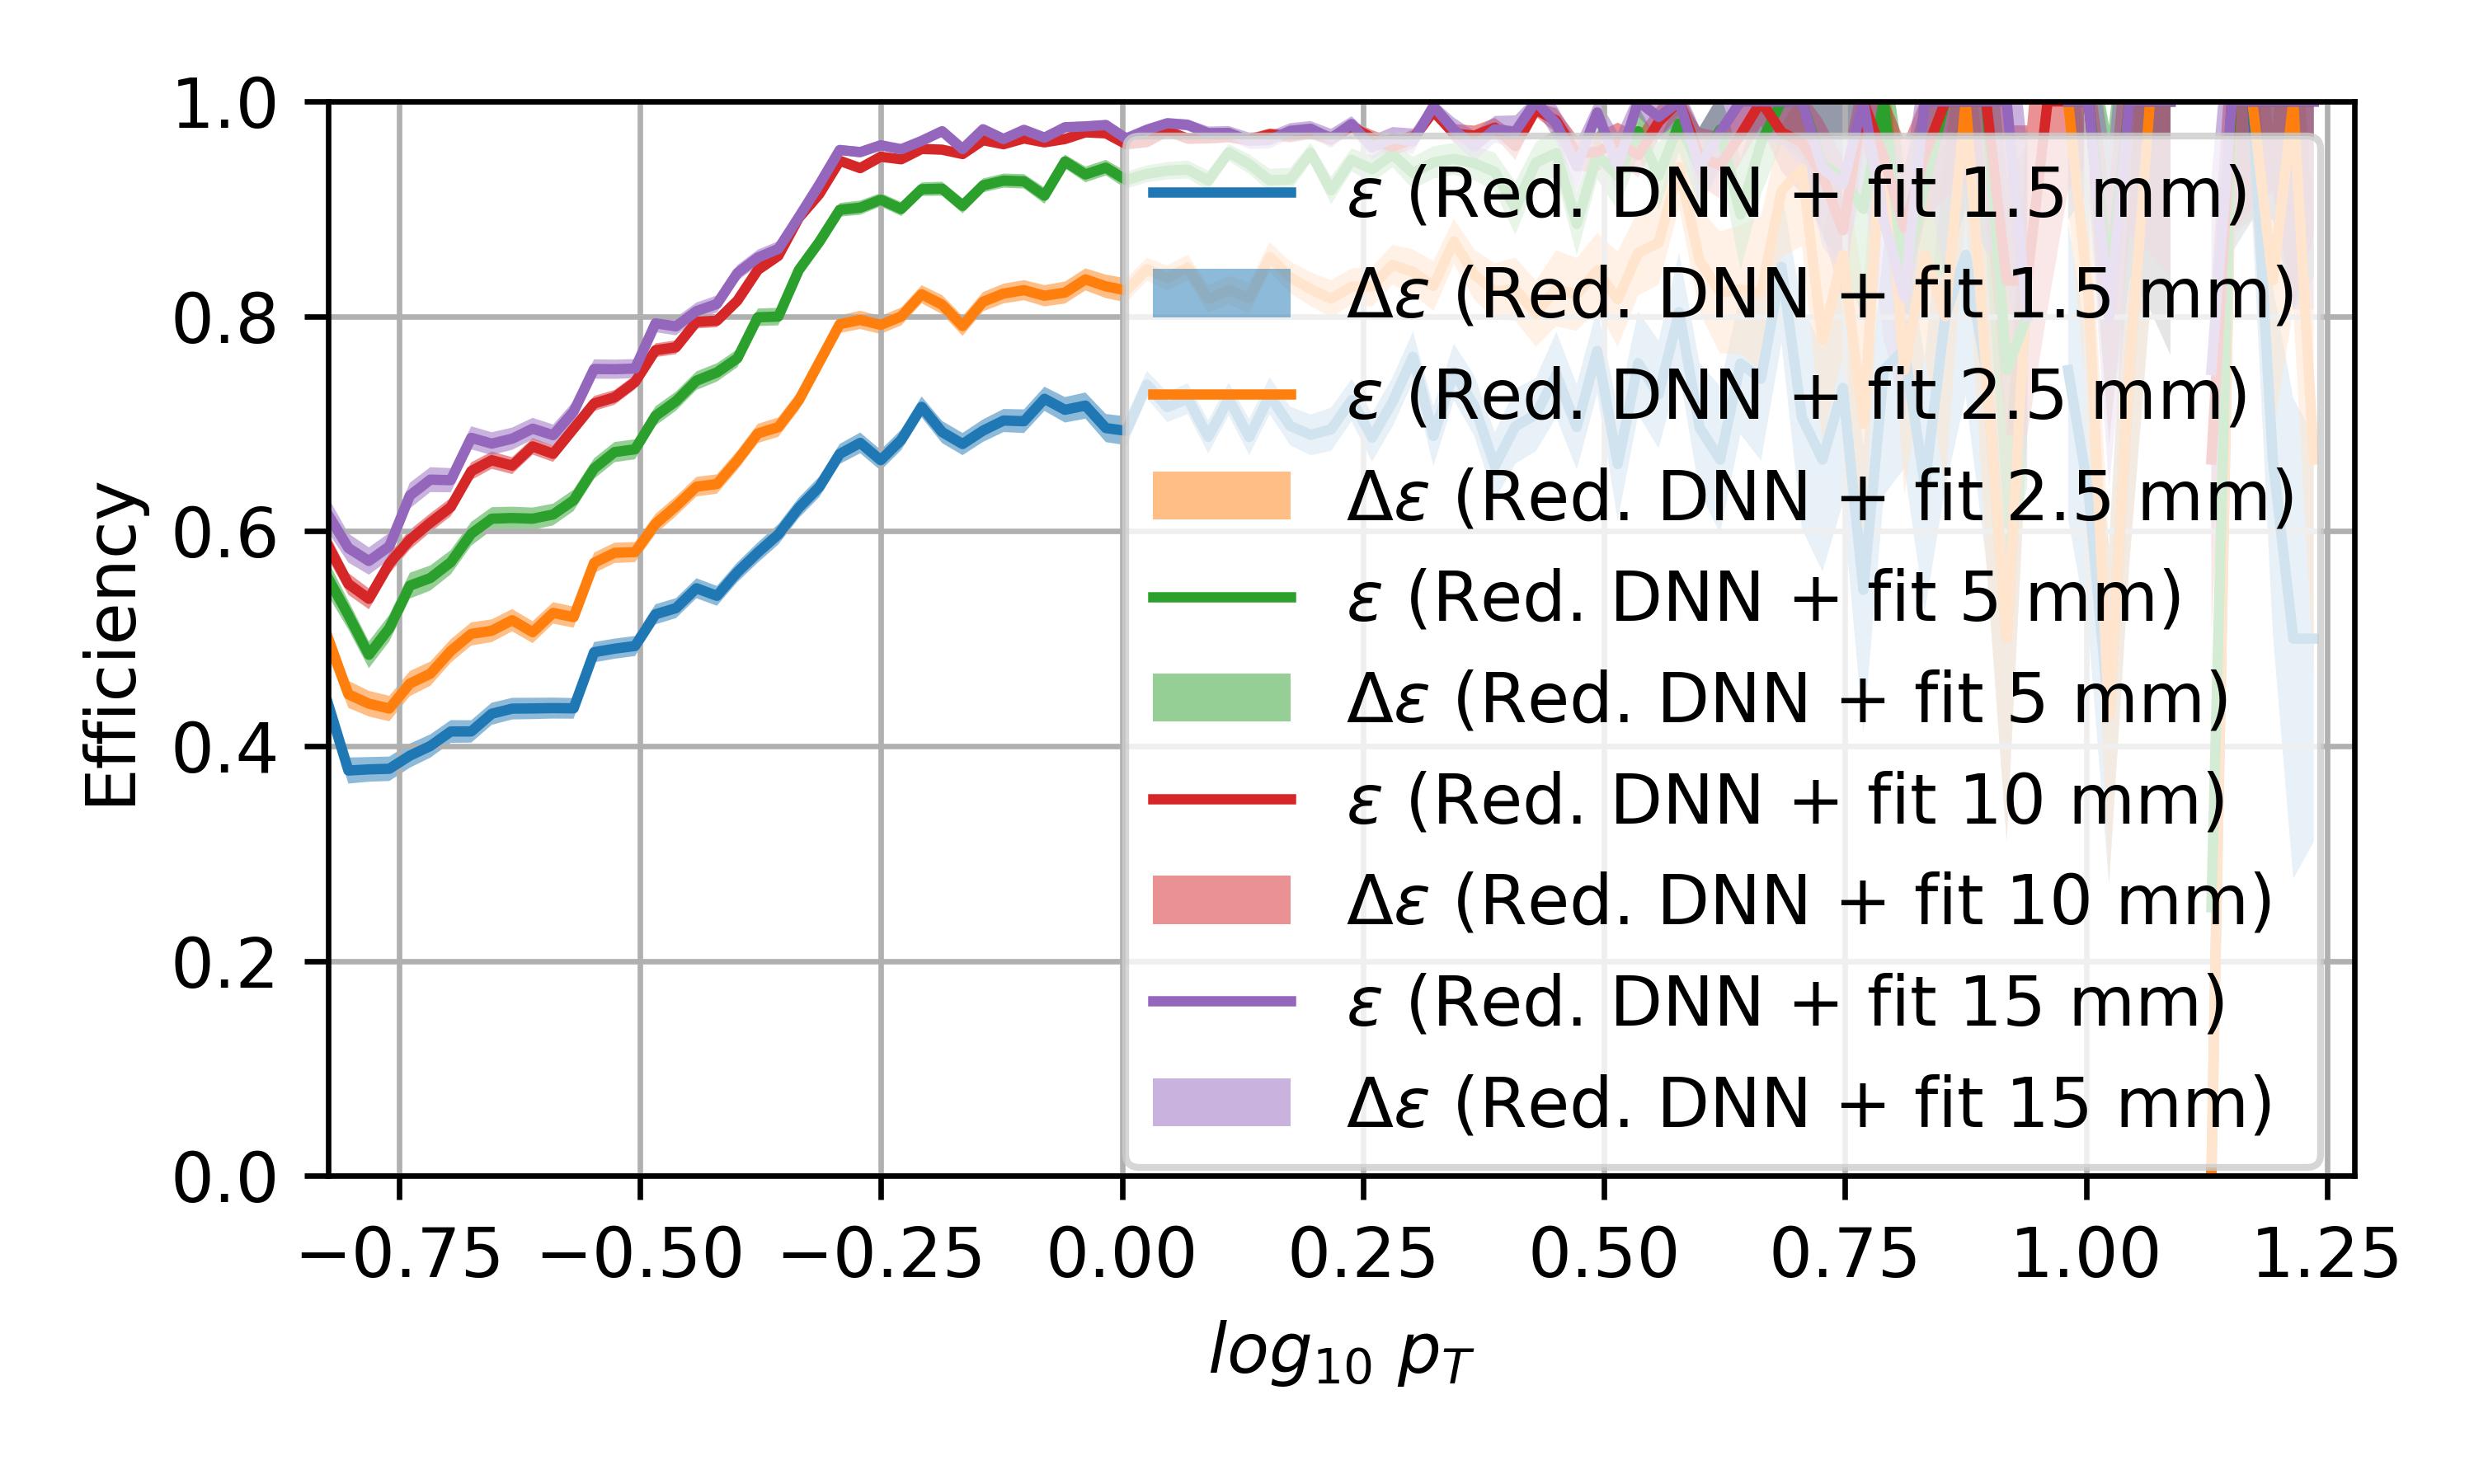 1.0
0.8
0.6
0.4
0.2
0.0
Efficiency
ε (Red. DNN + fit 1.5 mm)
Δε (Red. DNN + fit 1.5 mm)
ε (Red. DNN + fit 2.5 mm)
Δε (Red. DNN + fit 2.5 mm)
ε (Red. DNN + fit 5 mm)
Δε (Red. DNN + fit 5 mm)
ε (Red. DNN + fit 10 mm)
Δε (Red. DNN + fit 10 mm)
ε (Red. DNN + fit 15 mm)
Δε (Red. DNN + fit 15 mm)
−0.75 −0.50 −0.25 0.00 0.25 0.50 0.75 1.00 1.25
log₁₀ p_T